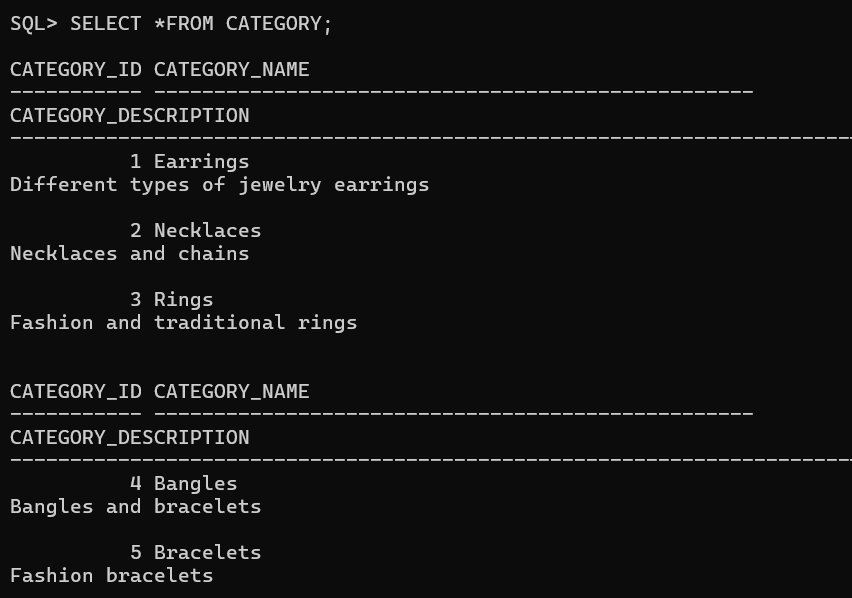 SQL> SELECT *FROM CATEGORY;
CATEGORY_ID CATEGORY_NAME
----------- --------------------------------------------------
CATEGORY_DESCRIPTION
----------------------------------------------------------------------
1 Earrings
Different types of jewelry earrings
2 Necklaces
Necklaces and chains
3 Rings
Fashion and traditional rings
CATEGORY_ID CATEGORY_NAME
----------- --------------------------------------------------
CATEGORY_DESCRIPTION
----------------------------------------------------------------------
4 Bangles
Bangles and bracelets
5 Bracelets
Fashion bracelets